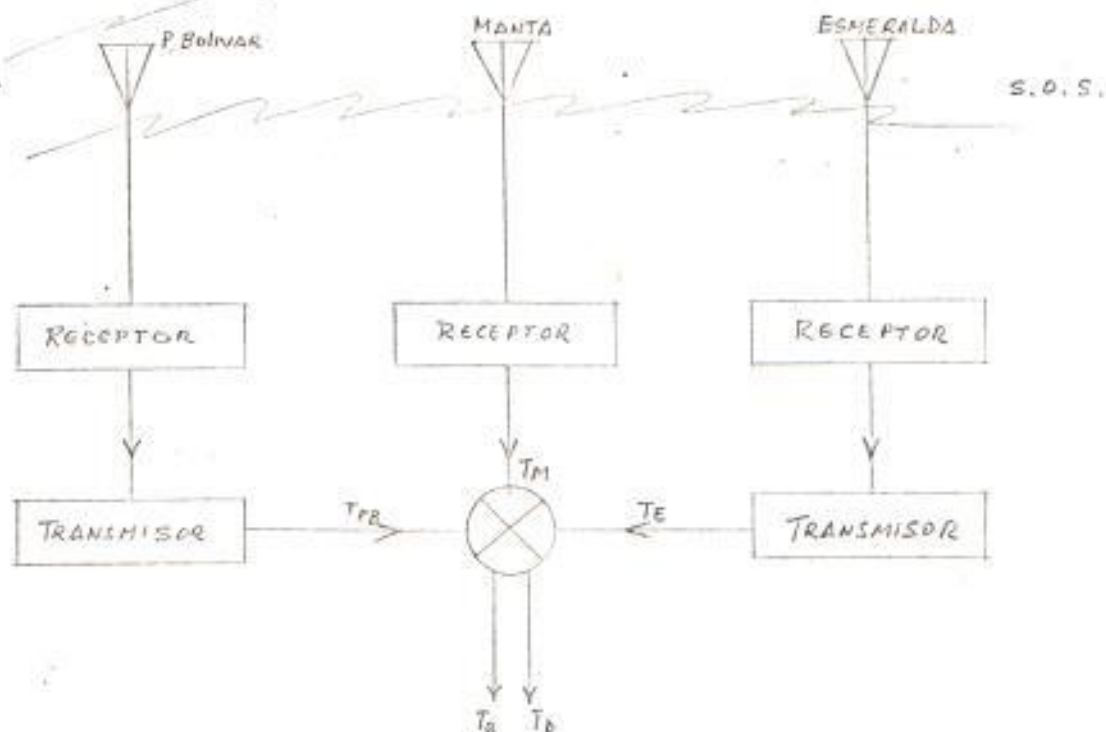 P. BOLIVAR
MANTA
ESMERALDA
S.O.S.
RECEPTOR
RECEPTOR
RECEPTOR
TM
TRANSMISOR
TPB
TE
TRANSMISOR
Ta Tb